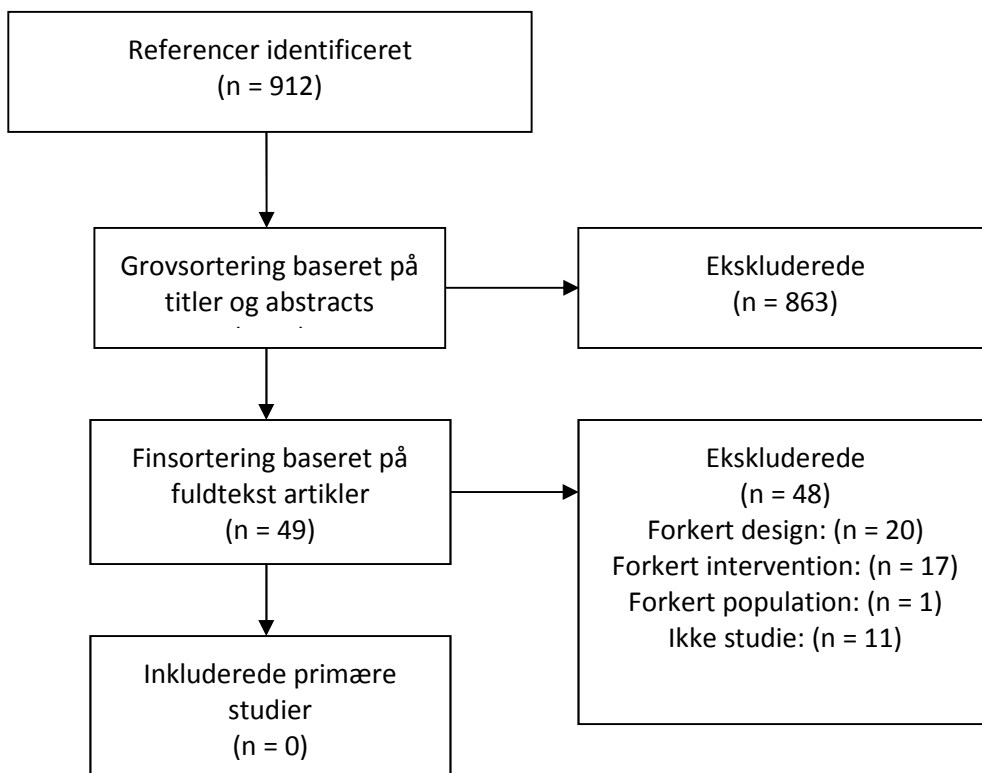 Referencer identificeret
(n = 912)
Grovsortering baseret på
titler og abstracts
Ekskluderede
(n = 863)
Finsortering baseret på
fuldtekst artikler
(n = 49)
Ekskluderede
(n = 48)
Forkert design: (n = 20)
Forkert intervention: (n = 17)
Forkert population: (n = 1)
Ikke studie: (n = 11)
Inkluderede primære
studier
(n = 0)